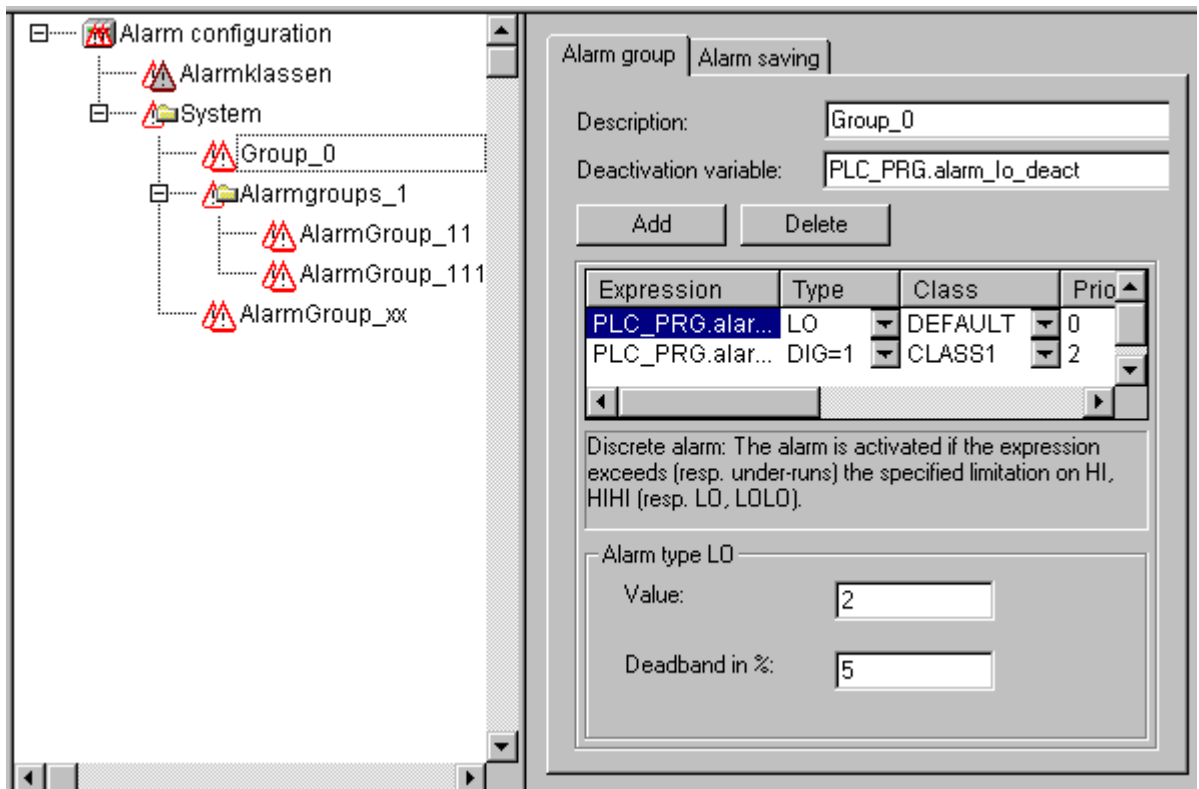 Alarm configuration
Alarmklassen
System
Group_0
Alarmgroups_1
AlarmGroup_11
AlarmGroup_111
AlarmGroup_xx
Alarm group
Alarm saving
Description: Group_0
Deactivation variable: PLC_PRG.alarm_lo_deact
Add Delete
Expression Type Class Prio
PLC_PRG.alar... LO DEFAULT 0
PLC_PRG.alar... DIG=1 CLASS1 2
Discrete alarm: The alarm is activated if the expression
exceeds (resp. under-runs) the specified limitation on HI,
HIHI (resp. LO, LOLO).
Alarm type LO
Value: 2
Deadband in %: 5